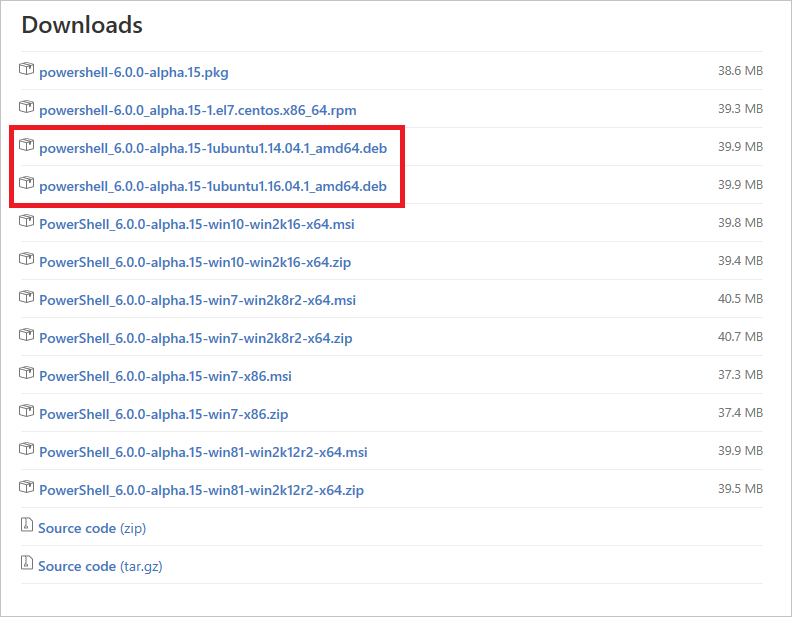 Downloads
powershell-6.0.0-alpha.15.pkg 38.6 MB
powershell-6.0.0_alpha.15-1.el7.centos.x86_64.rpm 39.3 MB
powershell_6.0.0-alpha.15-1ubuntu1.14.04.1_amd64.deb 39.9 MB
powershell_6.0.0-alpha.15-1ubuntu1.16.04.1_amd64.deb 39.9 MB
PowerShell_6.0.0-alpha.15-win10-win2k16-x64.msi 39.8 MB
PowerShell_6.0.0-alpha.15-win10-win2k16-x64.zip 39.4 MB
PowerShell_6.0.0-alpha.15-win7-win2k8r2-x64.msi 40.5 MB
PowerShell_6.0.0-alpha.15-win7-win2k8r2-x64.zip 40.7 MB
PowerShell_6.0.0-alpha.15-win7-x86.msi 37.3 MB
PowerShell_6.0.0-alpha.15-win7-x86.zip 37.4 MB
PowerShell_6.0.0-alpha.15-win81-win2k12r2-x64.msi 39.9 MB
PowerShell_6.0.0-alpha.15-win81-win2k12r2-x64.zip 39.5 MB
Source code (zip)
Source code (tar.gz)